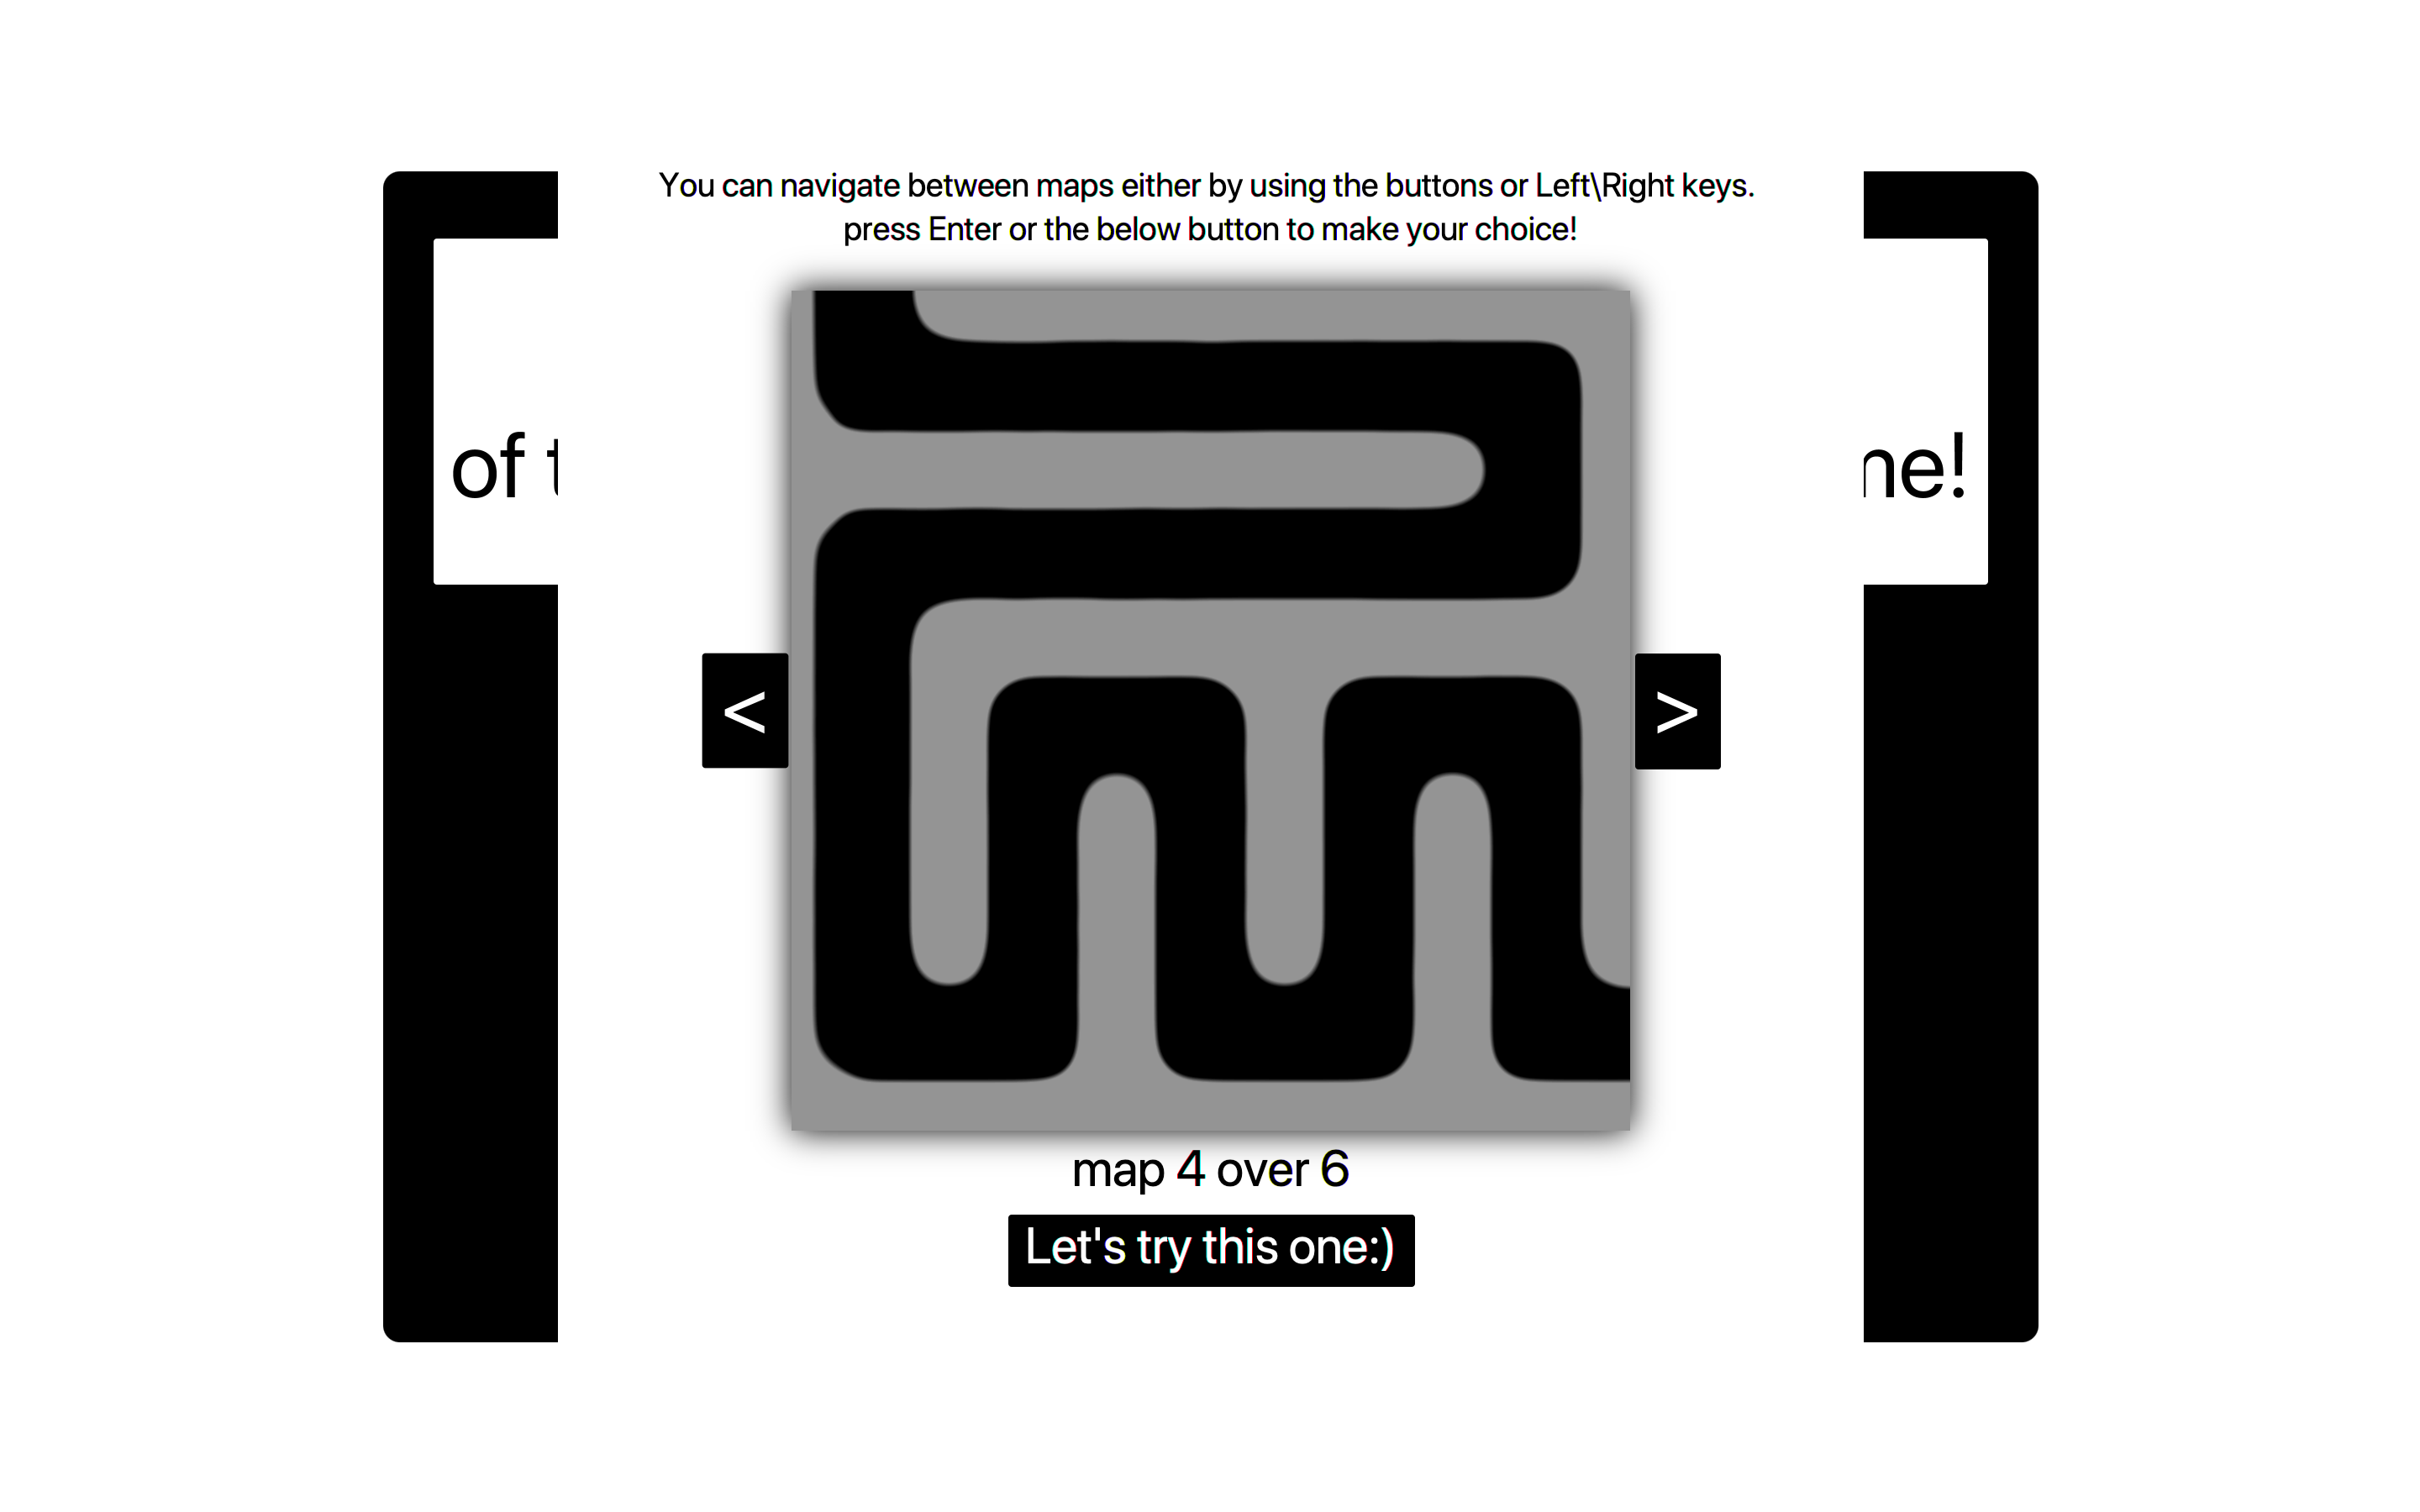 You can navigate between maps either by using the buttons or Left\Right keys.
press Enter or the below button to make your choice!
of
ne!
<
>
map 4 over 6
Let's try this one:)